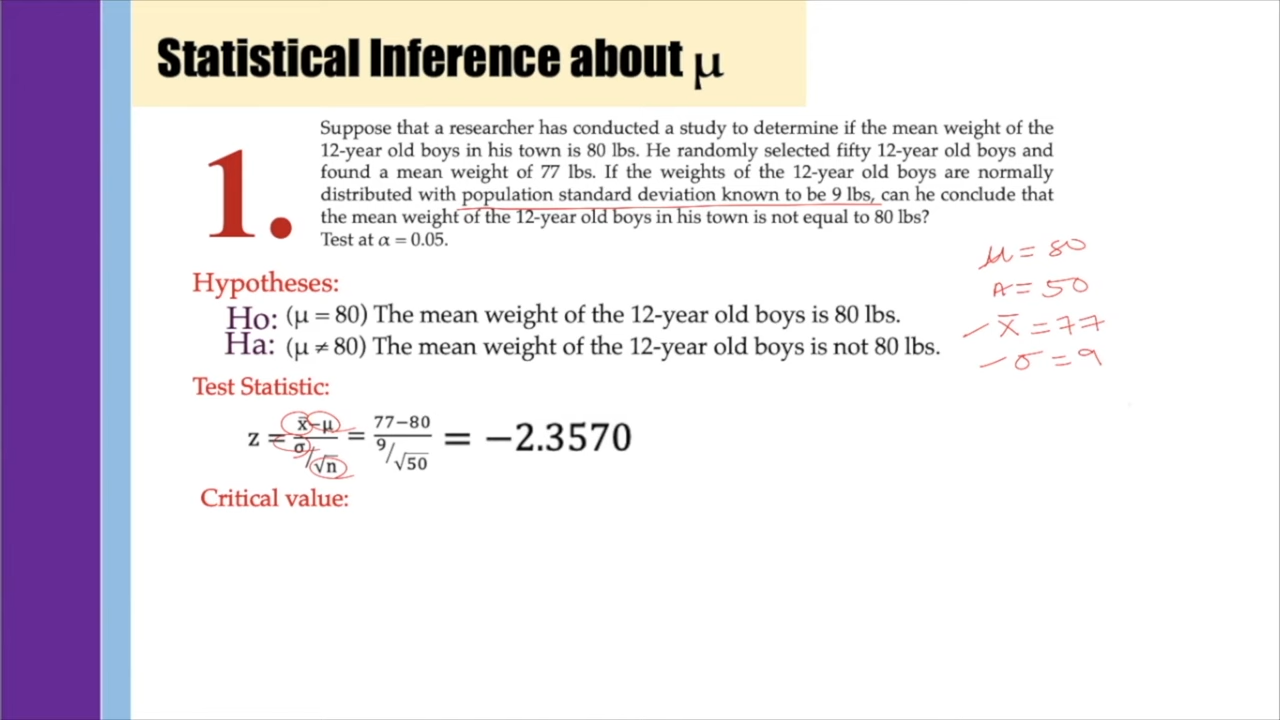 Statistical Inference about μ
1.
Suppose that a researcher has conducted a study to determine if the mean weight of the
12-year old boys in his town is 80 lbs. He randomly selected fifty 12-year old boys and
found a mean weight of 77 lbs. If the weights of the 12-year old boys are normally
distributed with population standard deviation known to be 9 lbs, can he conclude that
the mean weight of the 12-year old boys in his town is not equal to 80 lbs?
Test at α = 0.05.
μ = 80
n = 50
– x̄ = 77
– σ = 9
Hypotheses:
Ho: (μ = 80) The mean weight of the 12-year old boys is 80 lbs.
Ha: (μ ≠ 80) The mean weight of the 12-year old boys is not 80 lbs.
Test Statistic:
z = x̄–μ / σ/√n = 77–80 / 9/√50 = –2.3570
Critical value: